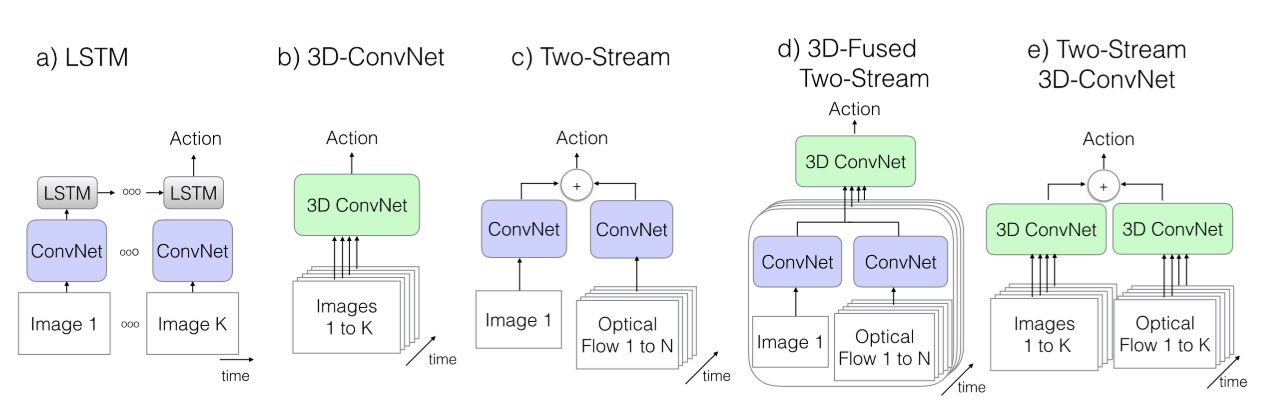 a) LSTM
Action
LSTM ooo LSTM
ConvNet ooo ConvNet
Image 1 ooo Image K
time
b) 3D-ConvNet
Action
3D ConvNet
Images
1 to K
time
c) Two-Stream
Action
+
ConvNet ConvNet
Image 1
Optical
Flow 1 to N
time
d) 3D-Fused
Two-Stream
Action
3D ConvNet
ConvNet ConvNet
Image 1
Optical
Flow 1 to N
time
e) Two-Stream
3D-ConvNet
Action
+
3D ConvNet 3D ConvNet
Images
1 to K
Optical
Flow 1 to K
time